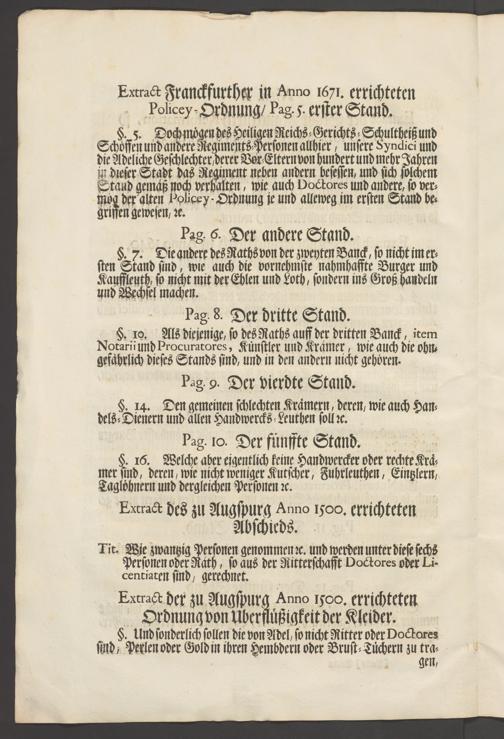 Extract Franckfurther in Anno 1671. errichteten
Policey-Ordnung/ Pag. 5. erster Stand.
§. 5. Doch mögen des Heiligen Reichs-Gerichts-Schultheiß und
Schöffen und andere Regiments-Personen allhier, unsere Syndici und
die Adeliche Geschlechter, derer Vor-Eltern von hundert und mehr Jahren
in dieser Stadt das Regiment neben andern besessen, und sich solchem
Stand gemäß noch verhalten, wie auch Doctores und andere, so ver-
mög der alten Policey-Ordnung je und alleweg im ersten Stand be-
griffen gewesen, ꝛc.
Pag. 6. Der andere Stand.
§. 7. Die andere des Raths von der zweyten Banck, so nicht im er-
sten Stand sind, wie auch die vornehmste nahmhaffte Burger und
Kauffleuth, so nicht mit der Ehlen und Loth, sondern ins Groß handeln
und Wechsel machen.
Pag. 8. Der dritte Stand.
§. 10. Als diejenige, so des Raths auff der dritten Banck, item
Notarii und Procuratores, Künstler und Krämer, wie auch die ohn-
gefährlich dieses Stands sind, und in den andern nicht gehören.
Pag. 9. Der vierdte Stand.
§. 14. Den gemeinen schlechten Krämern, deren, wie auch Han-
dels-Dienern und allen Handwercks-Leuthen soll ꝛc.
Pag. 10. Der fünffte Stand.
§. 16. Welche aber eigentlich keine Handwercker oder rechte Krä-
mer sind, deren, wie nicht weniger Kutscher, Fuhrleuthen, Eintzlern,
Taglöhnern und dergleichen Personen ꝛc.
Extract des zu Augspurg Anno 1500. errichteten
Abschieds.
Tit. Wie zwantzig Personen genommen ꝛc. und werden unter diese sechs
Personen oder Räth, so aus der Ritterschafft Doctores oder Li-
centiaten sind, gerechnet.
Extract der zu Augspurg Anno 1500. errichteten
Ordnung von Uberflüßigkeit der Kleider.
§. Und sonderlich sollen die von Adel, so nicht Ritter oder Doctores
sind, Perlen oder Gold in ihren Hembdern oder Brust-Tüchern zu tra-
gen,